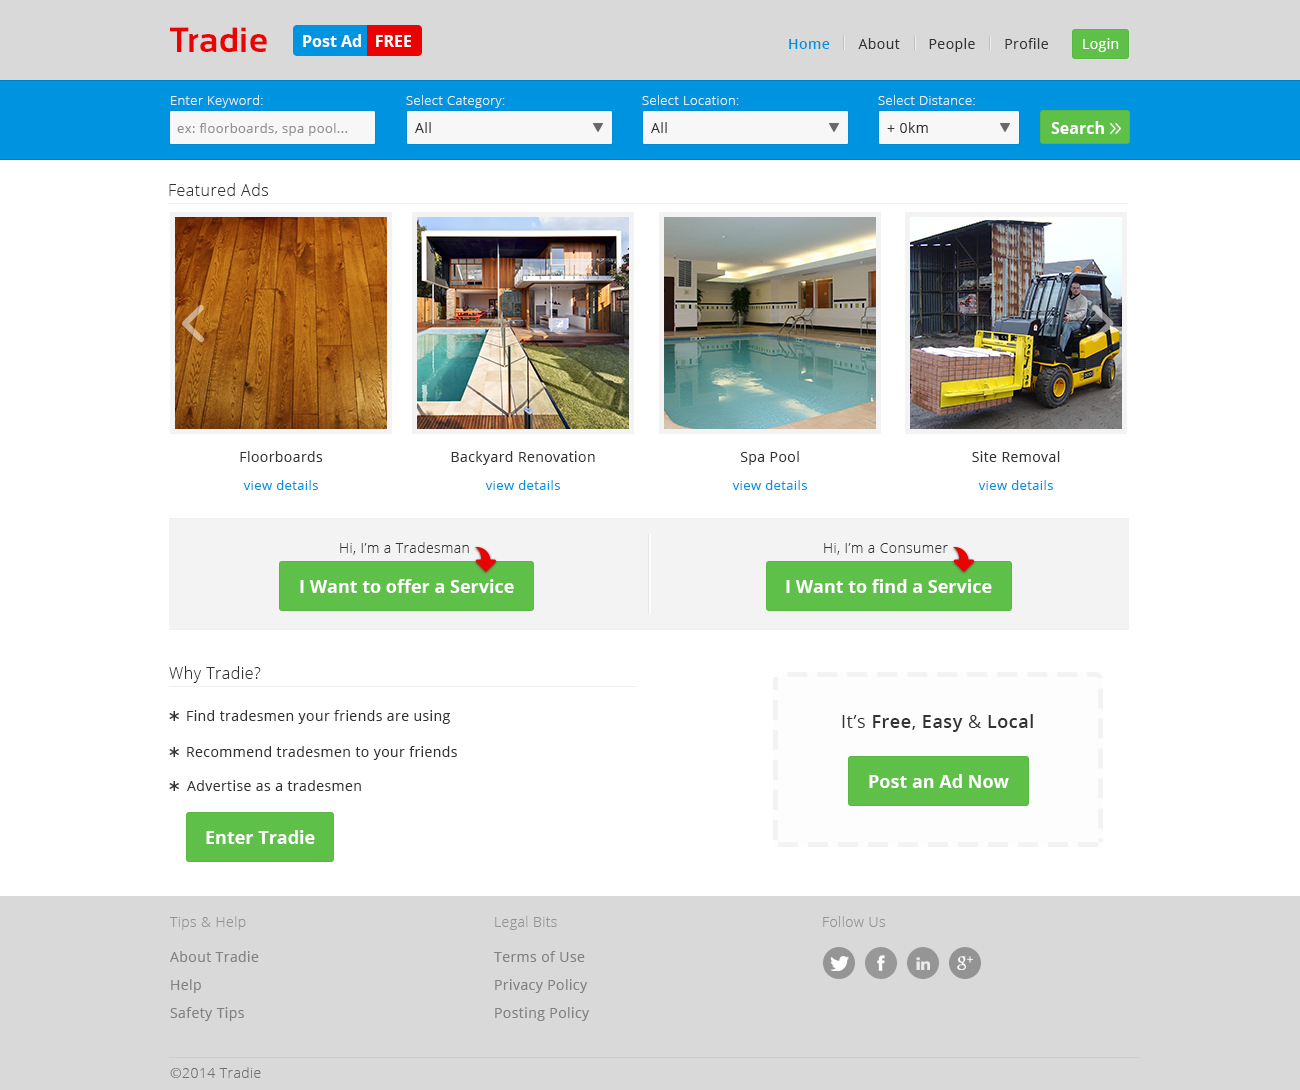 Tradie
Post Ad FREE
Home About People Profile Login
Enter Keyword: Select Category: Select Location: Select Distance:
ex: floorboards, spa pool... All All + 0km Search
Featured Ads
Floorboards Backyard Renovation Spa Pool Site Removal
view details view details view details view details
Hi, I'm a Tradesman Hi, I'm a Consumer
I Want to offer a Service I Want to find a Service
Why Tradie?
* Find tradesmen your friends are using
* Recommend tradesmen to your friends
* Advertise as a tradesmen
Enter Tradie
It's Free, Easy & Local
Post an Ad Now
Tips & Help Legal Bits Follow Us
About Tradie Terms of Use
Help Privacy Policy
Safety Tips Posting Policy
©2014 Tradie